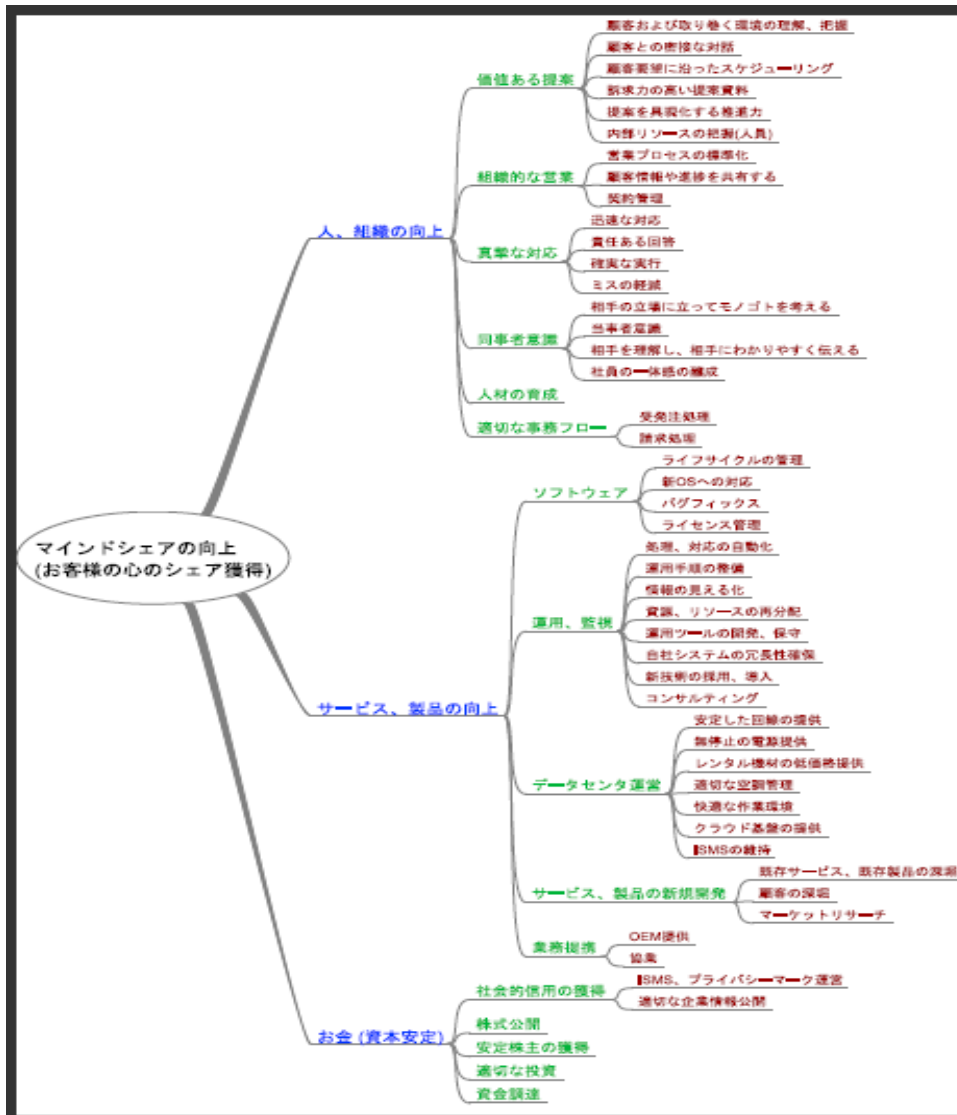 マインドシェアの向上
(お客様の心のシェア獲得)
人、組織の向上
価値ある提案
顧客および取り巻く環境の理解、把握
顧客との密接な対話
顧客要望に沿ったスケジューリング
訴求力の高い提案資料
提案を具現化する推進力
内部リソースの把握(人員)
組織的な営業
営業プロセスの標準化
顧客情報や進捗を共有する
契約管理
真摯な対応
迅速な対応
責任ある回答
確実な実行
ミスの軽減
同事者意識
相手の立場に立ってモノゴトを考える
当事者意識
相手を理解し、相手にわかりやすく伝える
社員の一体感の醸成
人材の育成
適切な事務フロー
受発注処理
請求処理
サービス、製品の向上
ソフトウェア
ライフサイクルの管理
新OSへの対応
バグフィックス
ライセンス管理
運用、監視
処理、対応の自動化
運用手順の整備
情報の見える化
資源、リソースの再分配
運用ツールの開発、保守
自社システムの冗長性確保
新技術の採用、導入
コンサルティング
データセンタ運営
安定した回線の提供
無停止の電源提供
レンタル機材の低価格提供
適切な空調管理
快適な作業環境
クラウド基盤の提供
ISMSの維持
サービス、製品の新規開発
既存サービス、既存製品の深堀
顧客の深堀
マーケットリサーチ
業務提携
OEM提供
協業
お金 (資本安定)
社会的信用の獲得
ISMS、プライバシーマーク運営
適切な企業情報公開
株式公開
安定株主の獲得
適切な投資
資金調達